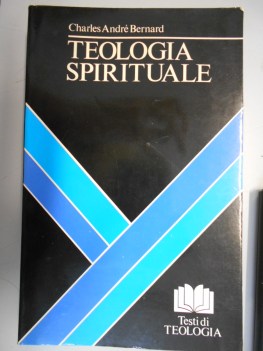 Charles André Bernard
TEOLOGIA
SPIRITUALE
Testi di
TEOLOGIA